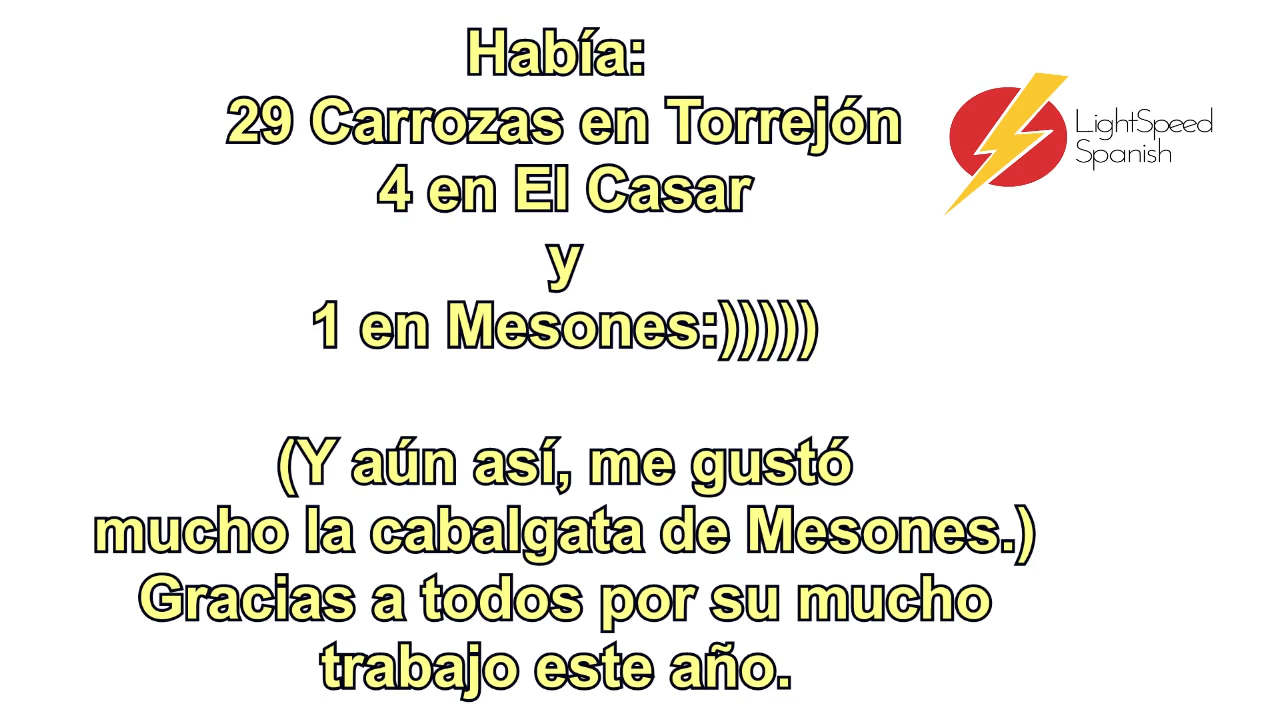 Había:
29 Carrozas en Torrejón
4 en El Casar
y
1 en Mesones:)))))
(Y aún así, me gustó
mucho la cabalgata de Mesones.)
Gracias a todos por su mucho
trabajo este año.
LightSpeed
Spanish